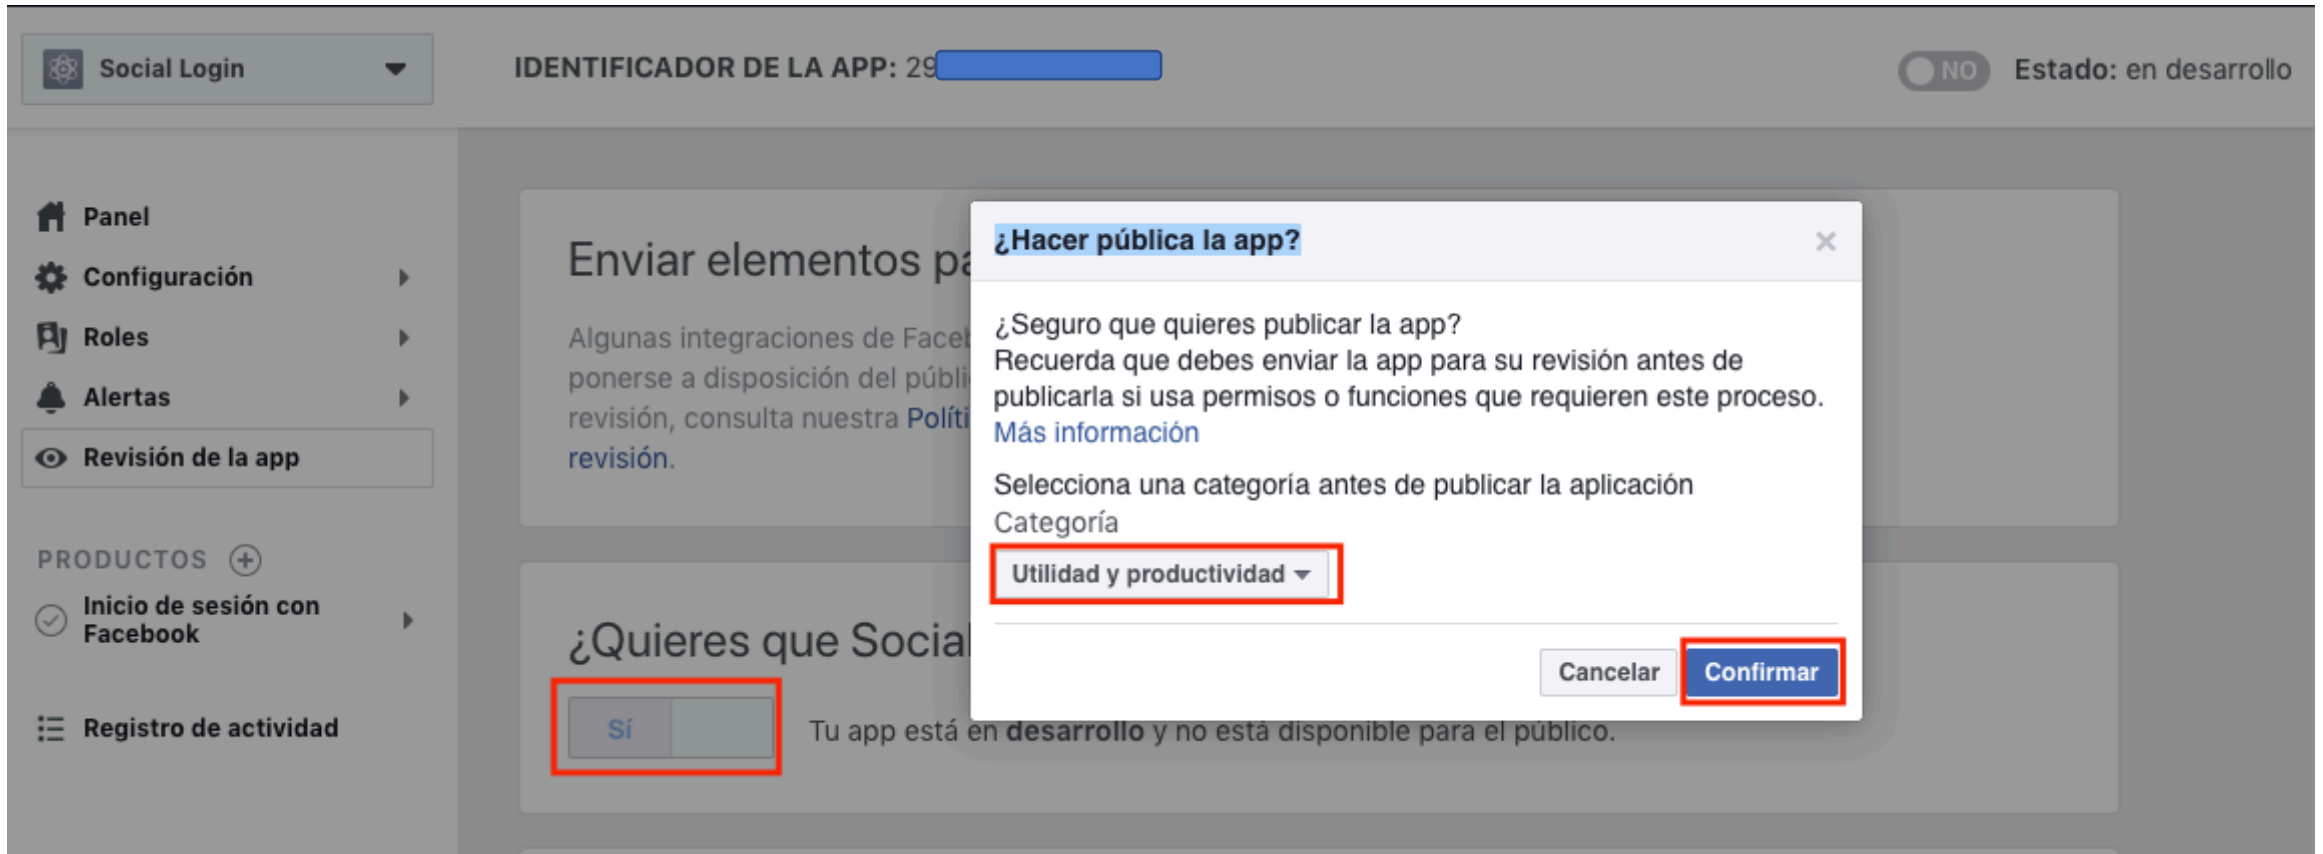 Social Login
IDENTIFICADOR DE LA APP: 29
NO
Estado: en desarrollo
Panel
Configuración
Roles
Alertas
Revisión de la app
PRODUCTOS
Inicio de sesión con
Facebook
Registro de actividad
Enviar elementos
Algunas integraciones de
ponerse a disposición del
revisión, consulta nuestra
revisión.
¿Quieres que Social
Sí
Tu app está en desarrollo y no está disponible para el público.
¿Hacer pública la app?
¿Seguro que quieres publicar la app?
Recuerda que debes enviar la app para su revisión antes de
publicarla si usa permisos o funciones que requieren este proceso.
Más información
Selecciona una categoría antes de publicar la aplicación
Categoría
Utilidad y productividad
Cancelar
Confirmar